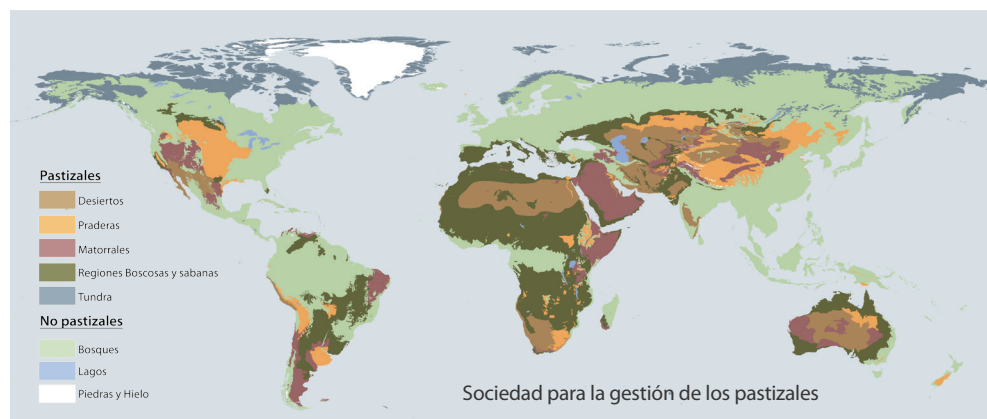 Pastizales
Desiertos
Praderas
Matorrales
Regiones Boscosas y sabanas
Tundra
No pastizales
Bosques
Lagos
Piedras y Hielo
Sociedad para la gestión de los pastizales